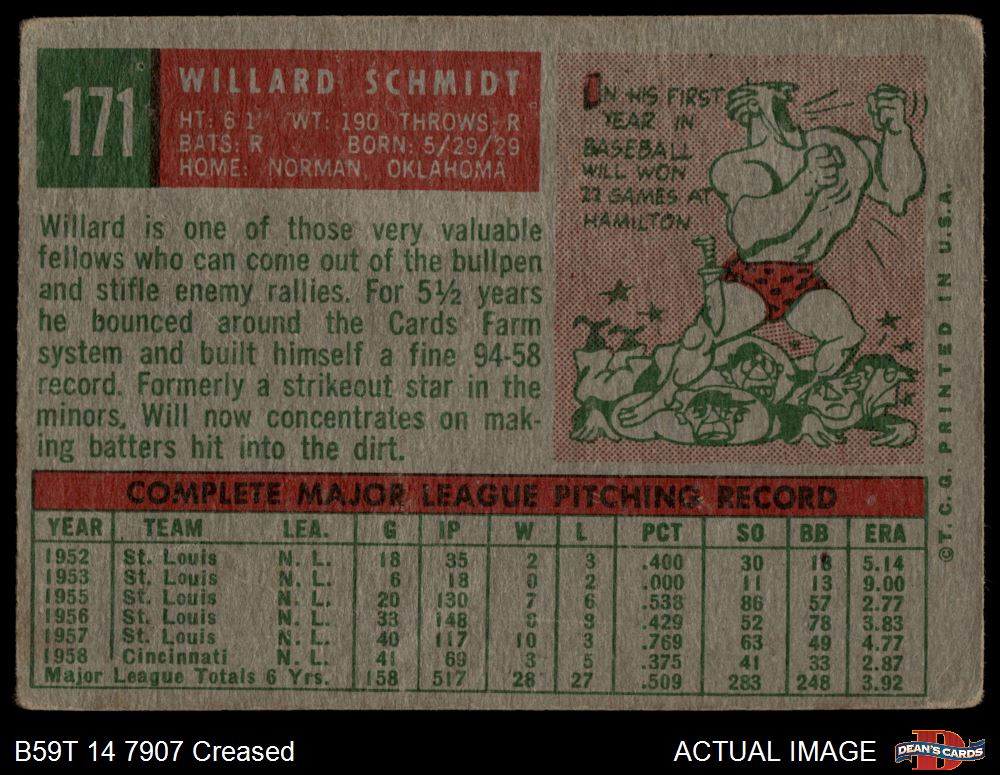 171
WILLARD SCHMIDT
HT: 6 1" WT: 190 THROWS: R
BATS: R BORN: 5/29/29
HOME: NORMAN, OKLAHOMA
IN HIS FIRST
YEAR IN
BASEBALL
WILL WON
22 GAMES AT
HAMILTON
Willard is one of those very valuable
fellows who can come out of the bullpen
and stifle enemy rallies. For 5½ years
he bounced around the Cards Farm
system and built himself a fine 94-58
record. Formerly a strikeout star in the
minors, Will now concentrates on mak-
ing batters hit into the dirt.
COMPLETE MAJOR LEAGUE PITCHING RECORD
YEAR TEAM LEA. G IP W L PCT SO BB ERA
1952 St. Louis N. L. 18 35 2 3 .400 30 18 5.14
1953 St. Louis N. L. 6 18 0 2 .000 11 13 9.00
1955 St. Louis N. L. 20 130 7 6 .538 86 57 2.77
1956 St. Louis N. L. 33 148 .429 52 78 3.83
1957 St. Louis N. L. 40 117 10 3 .769 63 49 4.77
1958 Cincinnati N. L. 41 69 3 5 .375 41 33 2.87
Major League Totals 6 Yrs. 158 517 28 27 .509 283 248 3.92
©T. C. G. PRINTED IN U.S.A.
B59T 14 7907 Creased
ACTUAL IMAGE
D
DEAN'S CARDS